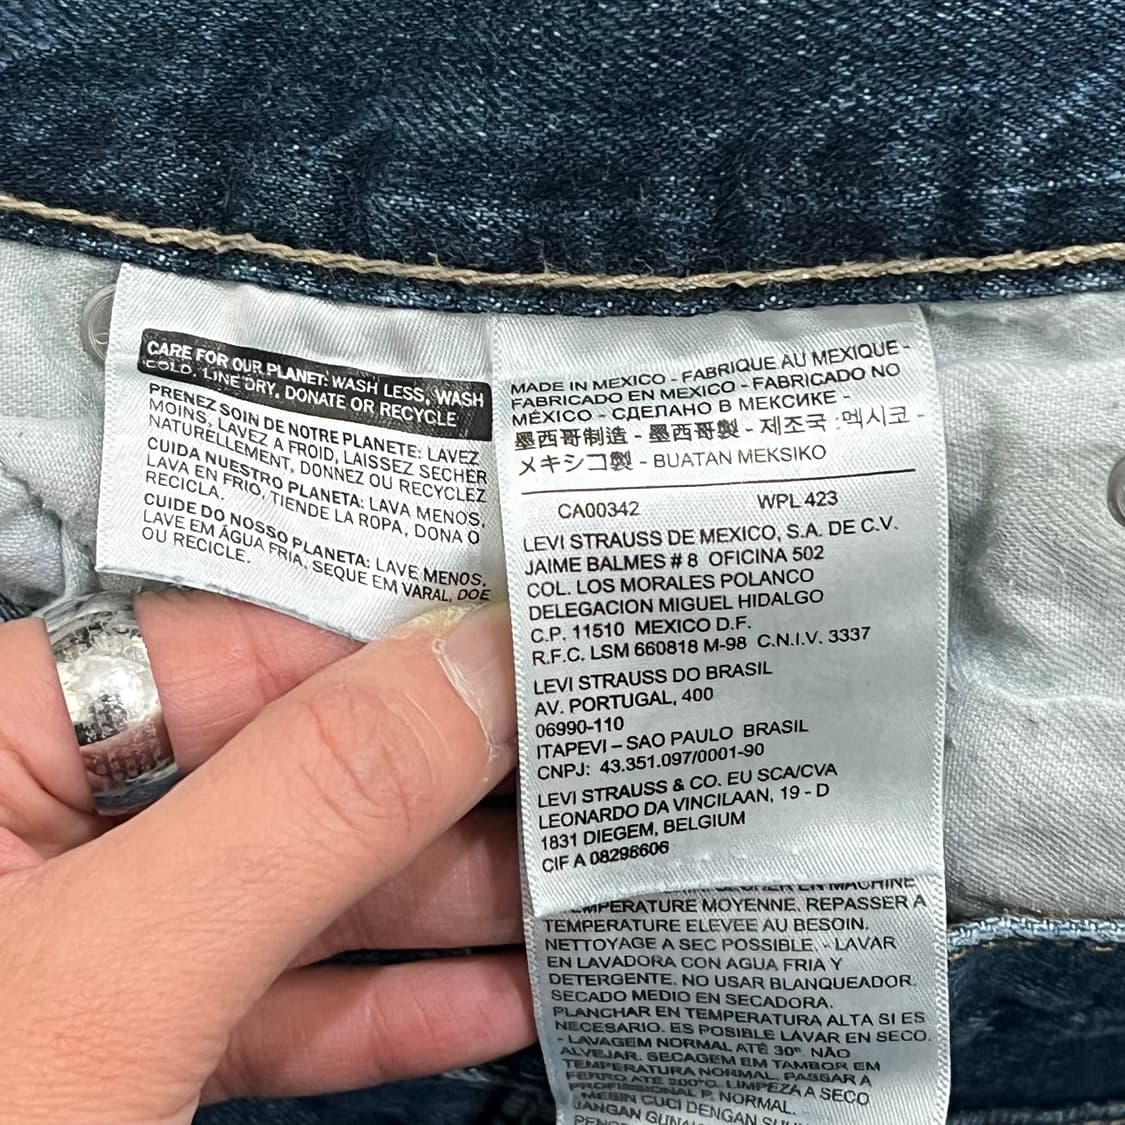 CARE FOR OUR PLANET: WASH LESS, WASH
COLD, LINE DRY, DONATE OR RECYCLE
PRENEZ SOIN DE NOTRE PLANETE: LAVEZ
MOINS, LAVEZ A FROID, LAISSEZ SECHER
NATURELLEMENT, DONNEZ OU RECYCLEZ
CUIDA NUESTRO PLANETA: LAVA MENOS,
LAVA EN FRIO, TIENDE LA ROPA, DONA O
RECICLA.
CUIDE DO NOSSO PLANETA: LAVE MENOS,
LAVE EM ÁGUA FRIA, SEQUE EM VARAL, DOE
OU RECICLE.
MADE IN MEXICO - FABRIQUE AU MEXIQUE -
FABRICADO EN MEXICO - FABRICADO NO
MÉXICO - СДЕЛАНО В МЕКСИКЕ -
墨西哥制造 - 墨西哥製 - 제조국 :멕시코 -
メキシコ製 - BUATAN MEKSIKO
CA00342 WPL 423
LEVI STRAUSS DE MEXICO, S.A. DE C.V.
JAIME BALMES # 8 OFICINA 502
COL. LOS MORALES POLANCO
DELEGACION MIGUEL HIDALGO
C.P. 11510 MEXICO D.F.
R.F.C. LSM 660818 M-98 C.N.I.V. 3337
LEVI STRAUSS DO BRASIL
AV. PORTUGAL, 400
06990-110
ITAPEVI – SAO PAULO BRASIL
CNPJ: 43.351.097/0001-90
LEVI STRAUSS & CO. EU SCA/CVA
LEONARDO DA VINCILAAN, 19 - D
1831 DIEGEM, BELGIUM
CIF A 08298606
SECHER EN MACHINE
TEMPERATURE MOYENNE. REPASSER A
TEMPERATURE ELEVEE AU BESOIN.
NETTOYAGE A SEC POSSIBLE. - LAVAR
EN LAVADORA CON AGUA FRIA Y
DETERGENTE. NO USAR BLANQUEADOR.
SECADO MEDIO EN SECADORA.
PLANCHAR EN TEMPERATURA ALTA SI ES
NECESARIO. ES POSIBLE LAVAR EN SECO.
- LAVAGEM NORMAL ATÉ 30º. NÃO
ALVEJAR. SECAGEM EM TAMBOR EM
TEMPERATURA NORMAL. PASSAR A
FERRO ATÉ 200ºC. LIMPEZA A SECO
PROFISSIONAL P. NORMAL.
- MESIN CUCI DENGAN
JANGAN